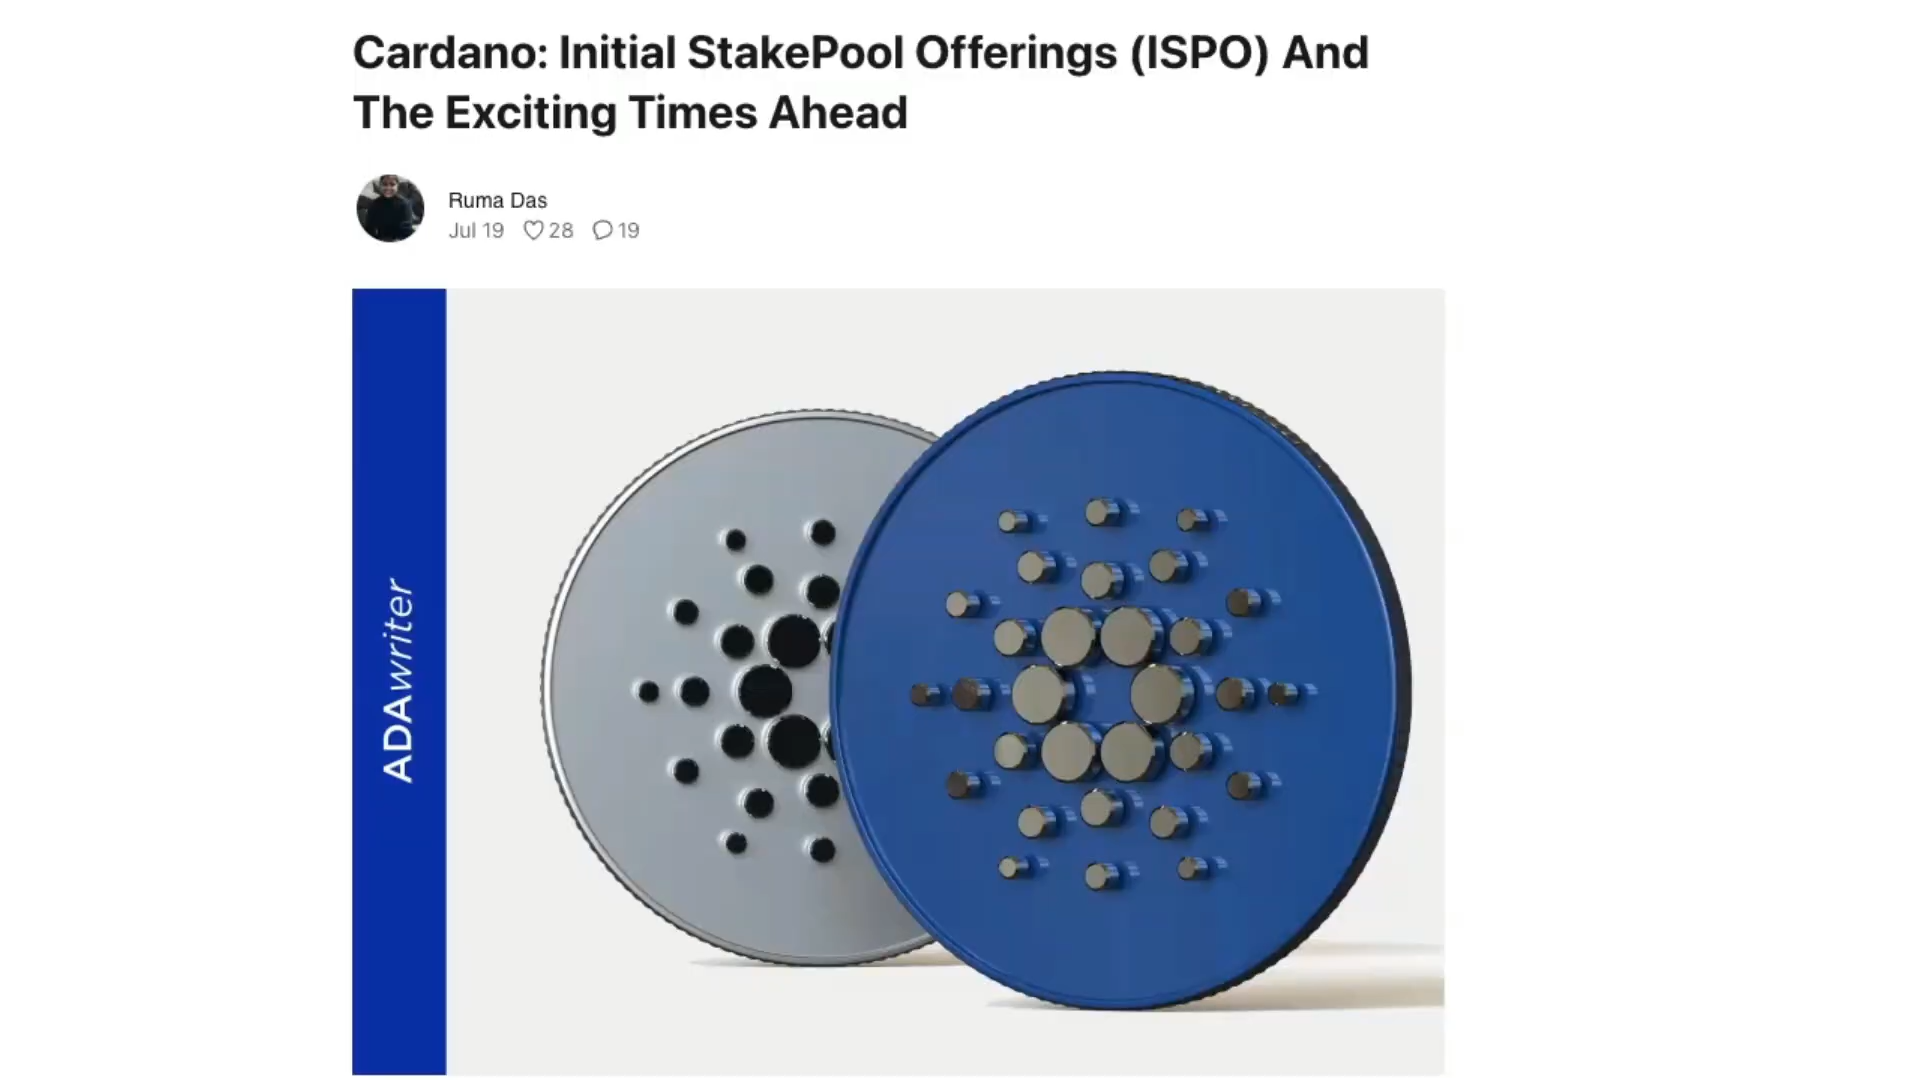 Cardano: Initial StakePool Offerings (ISPO) And
The Exciting Times Ahead
Ruma Das
Jul 19 28 19
ADAwriter